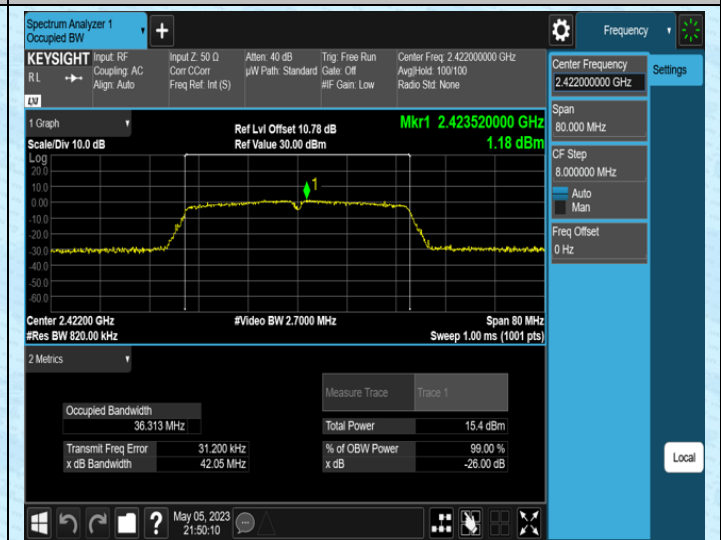 Spectrum Analyzer 1
Occupied BW
Frequency
KEYSIGHT
RL
LXI
Input: RF
Coupling: AC
Align: Auto
Input Z: 50 Ω
Corr CCorr
Freq Ref: Int (S)
Atten: 40 dB
µW Path: Standard
Trig: Free Run
Gate: Off
#IF Gain: Low
Center Freq: 2.422000000 GHz
Avg|Hold: 100/100
Radio Std: None
Center Frequency
2.422000000 GHz
Settings
Span
80.000 MHz
CF Step
8.000000 MHz
Auto
Man
Freq Offset
0 Hz
1 Graph
Scale/Div 10.0 dB
Ref Lvl Offset 10.78 dB
Ref Value 30.00 dBm
Mkr1 2.423520000 GHz
1.18 dBm
Log
20.0
10.0
0.00
-10.0
-20.0
-30.0
-40.0
-50.0
-60.0
1
Center 2.42200 GHz
#Res BW 820.00 kHz
#Video BW 2.7000 MHz
Span 80 MHz
Sweep 1.00 ms (1001 pts)
2 Metrics
Measure Trace Trace 1
Occupied Bandwidth
36.313 MHz
Total Power 15.4 dBm
Transmit Freq Error 31.200 kHz
% of OBW Power 99.00 %
x dB Bandwidth 42.05 MHz
x dB -26.00 dB
Local
?
May 05, 2023
21:50:10